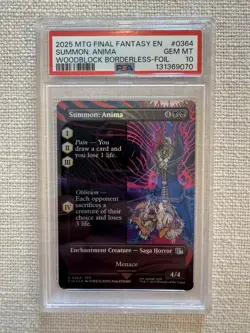 2025 MTG FINAL FANTASY EN #0364
SUMMON: ANIMA GEM MT
WOODBLOCK BORDERLESS-FOIL 10
PSA 131369070
Summon: Anima
I
II
III
Pain — You
draw a card and
you lose 1 life.
IV
Oblivion —
Each opponent
sacrifices a
creature of their
choice and loses
3 life.
Enchantment Creature — Saga Horror
Menace
4/4